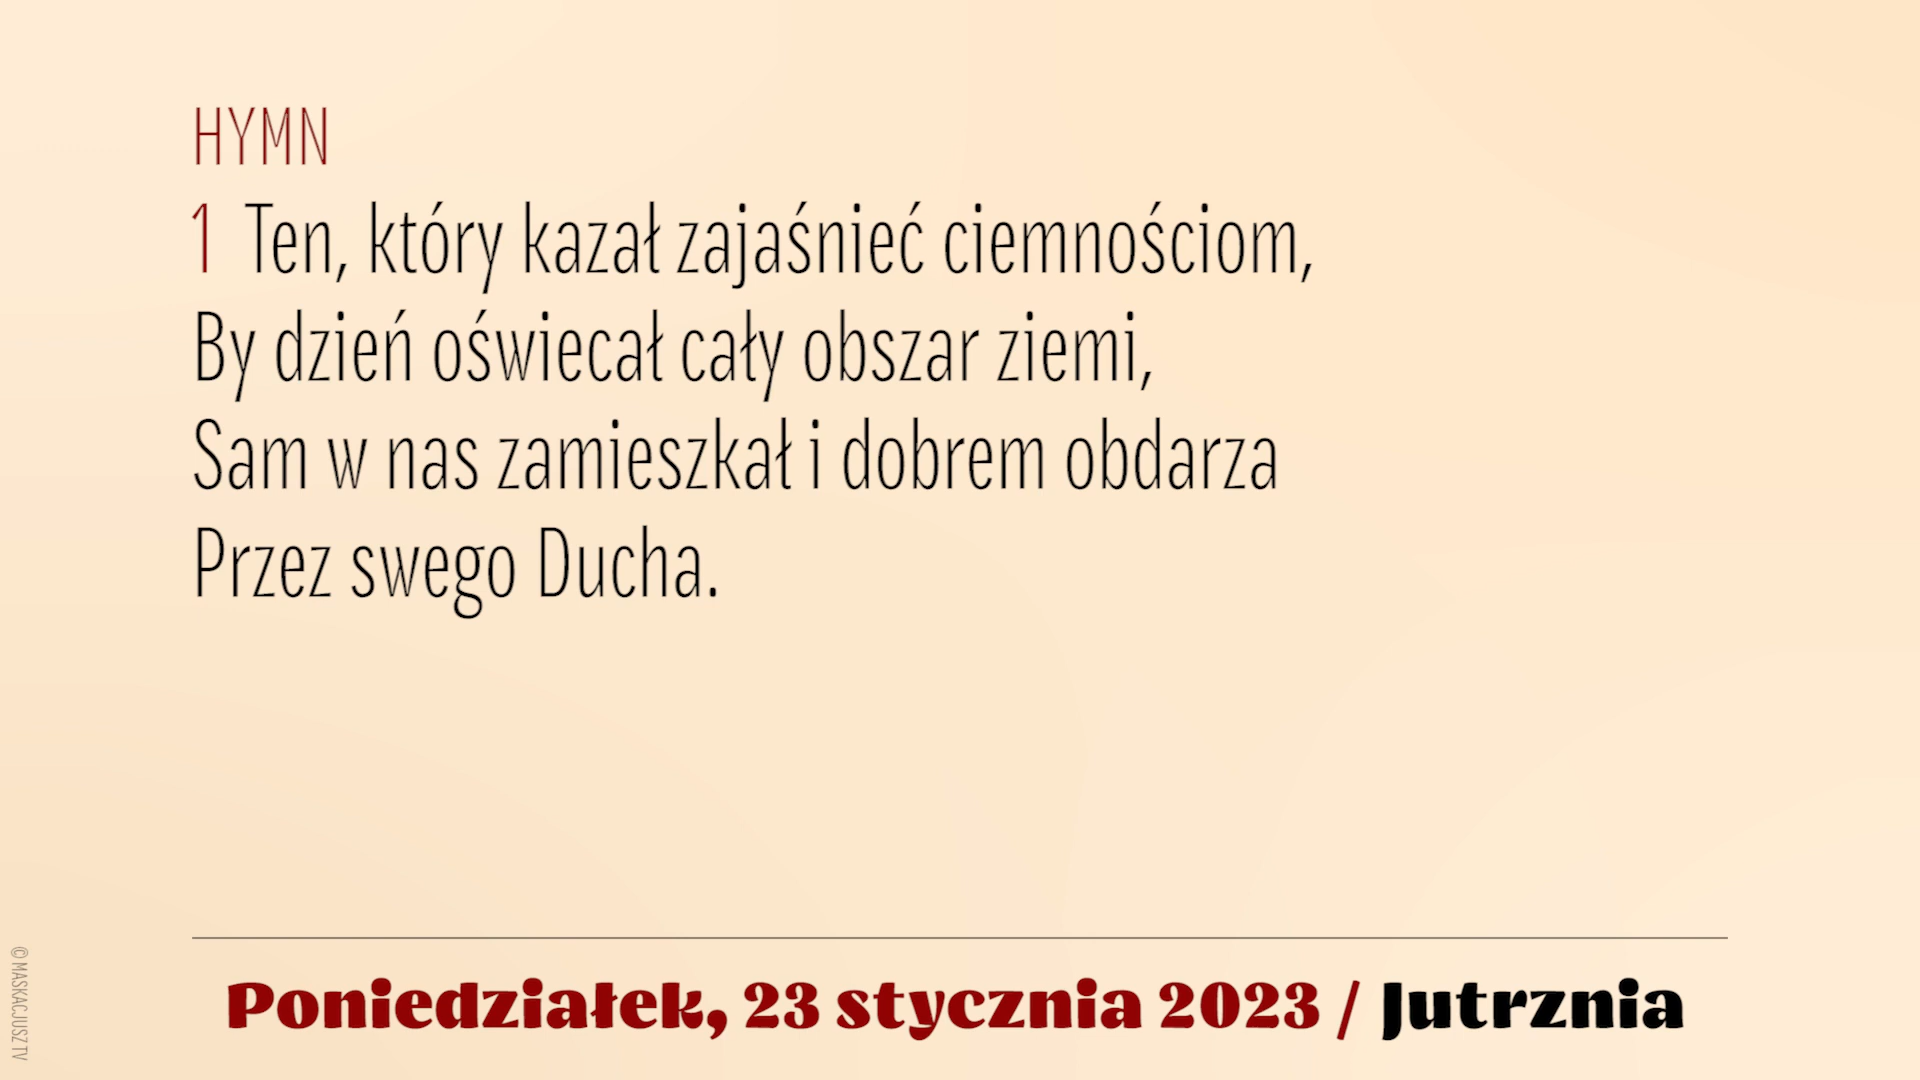 HYMN
1 Ten, który kazał zajaśnieć ciemnościom,
By dzień oświecał cały obszar ziemi,
Sam w nas zamieszkał i dobrem obdarza
Przez swego Ducha.
Poniedziałek, 23 stycznia 2023 / Jutrznia
© MASKACJUSZ TV